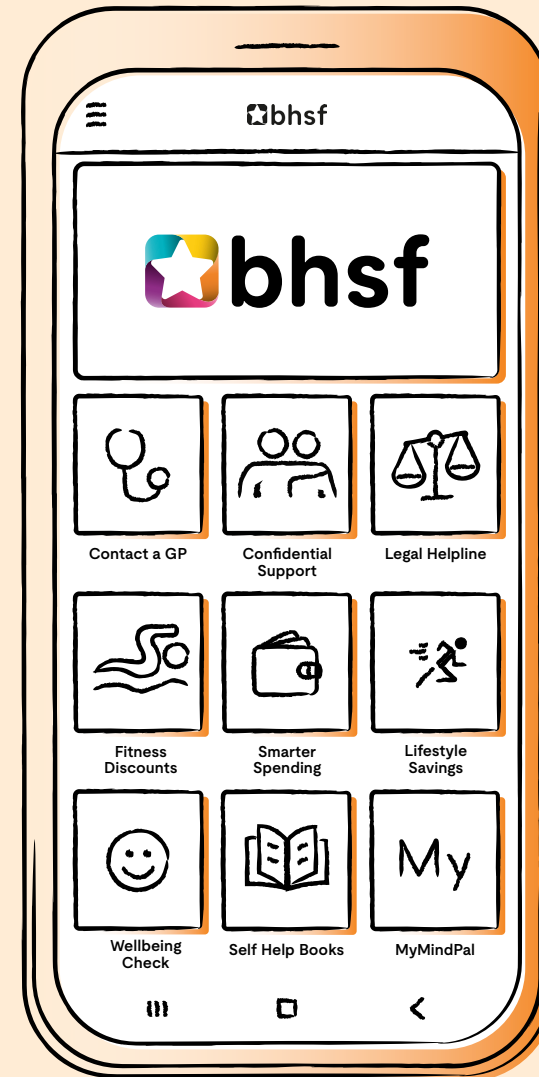 bhsf
bhsf
Contact a GP
Confidential
Support
Legal Helpline
Fitness
Discounts
Smarter
Spending
Lifestyle
Savings
My
Wellbeing
Check
Self Help Books
MyMindPal